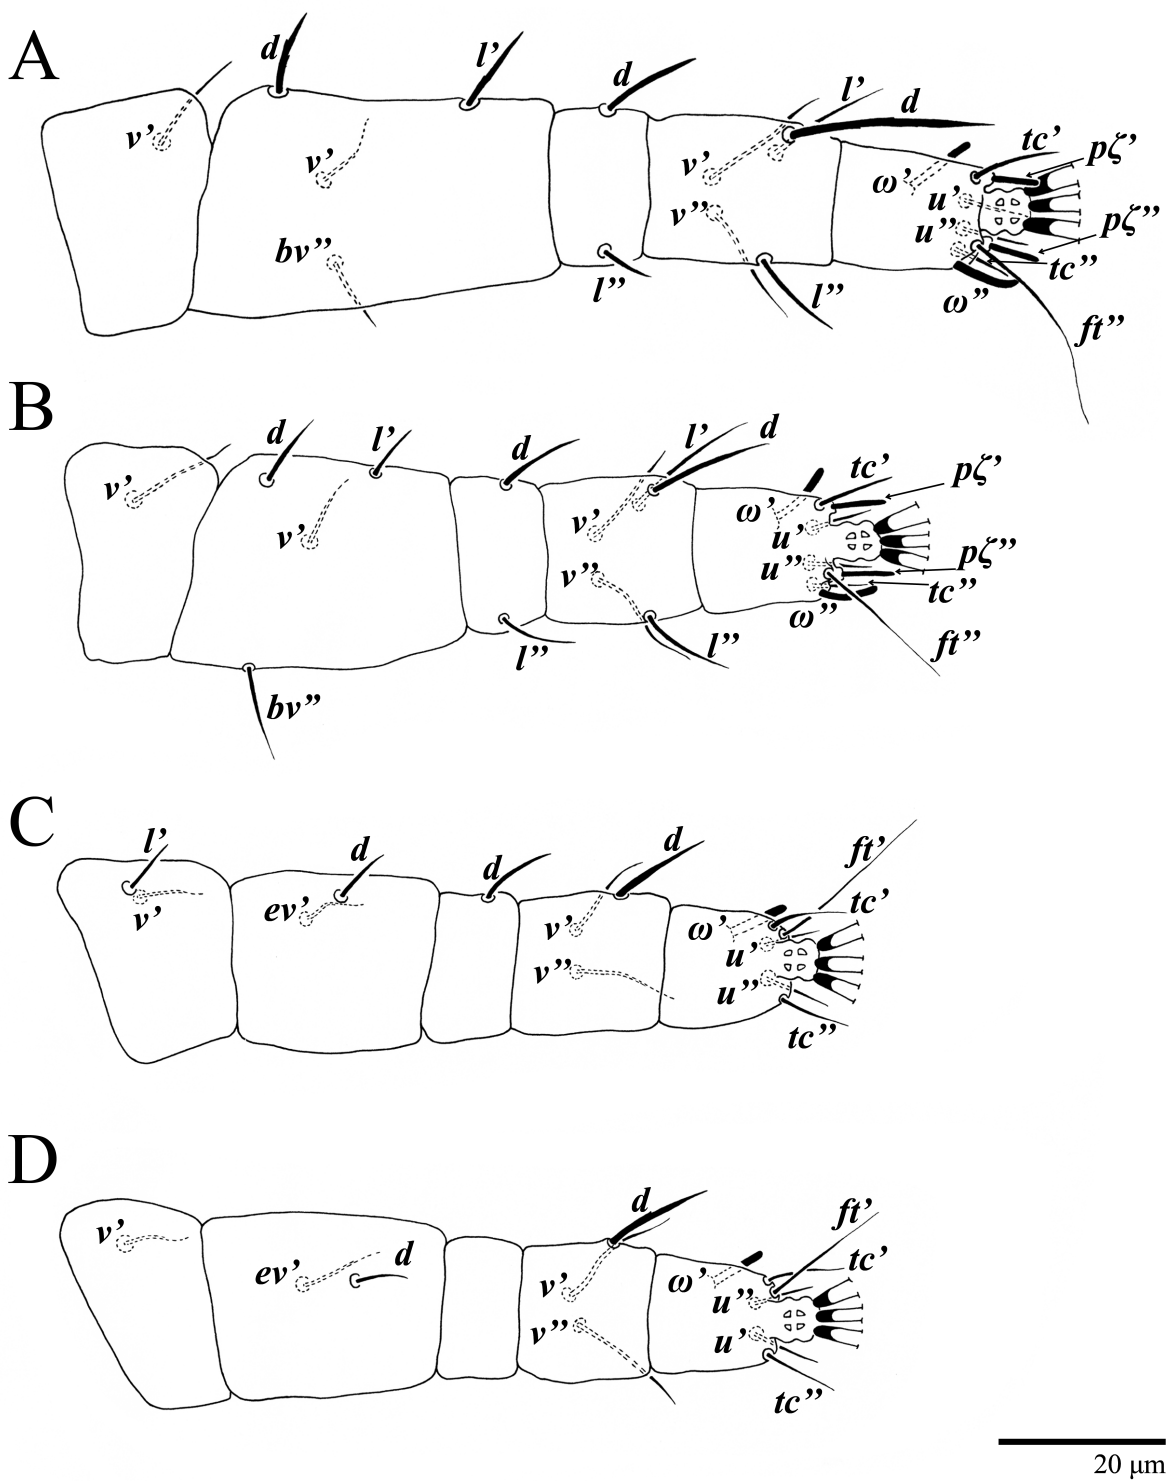 A
d l’ d l’ d tc’ pζ’
v’ v’ v’ ω’ u’
bv” v” u” pζ”
l” l” ω” tc”
ft”
B
d l’ d l’ d tc’ pζ’
v’ v’ v’ ω’ u’
v” u” pζ”
l” l” ω” tc”
bv” ft”
C
l’ d d d ft’
v’ ev’ v’ ω’ tc’
v” u’
u”
tc”
D
d ft’
v’ ev’ d v’ ω’ tc’
v” u”
u’
tc”
20 μm